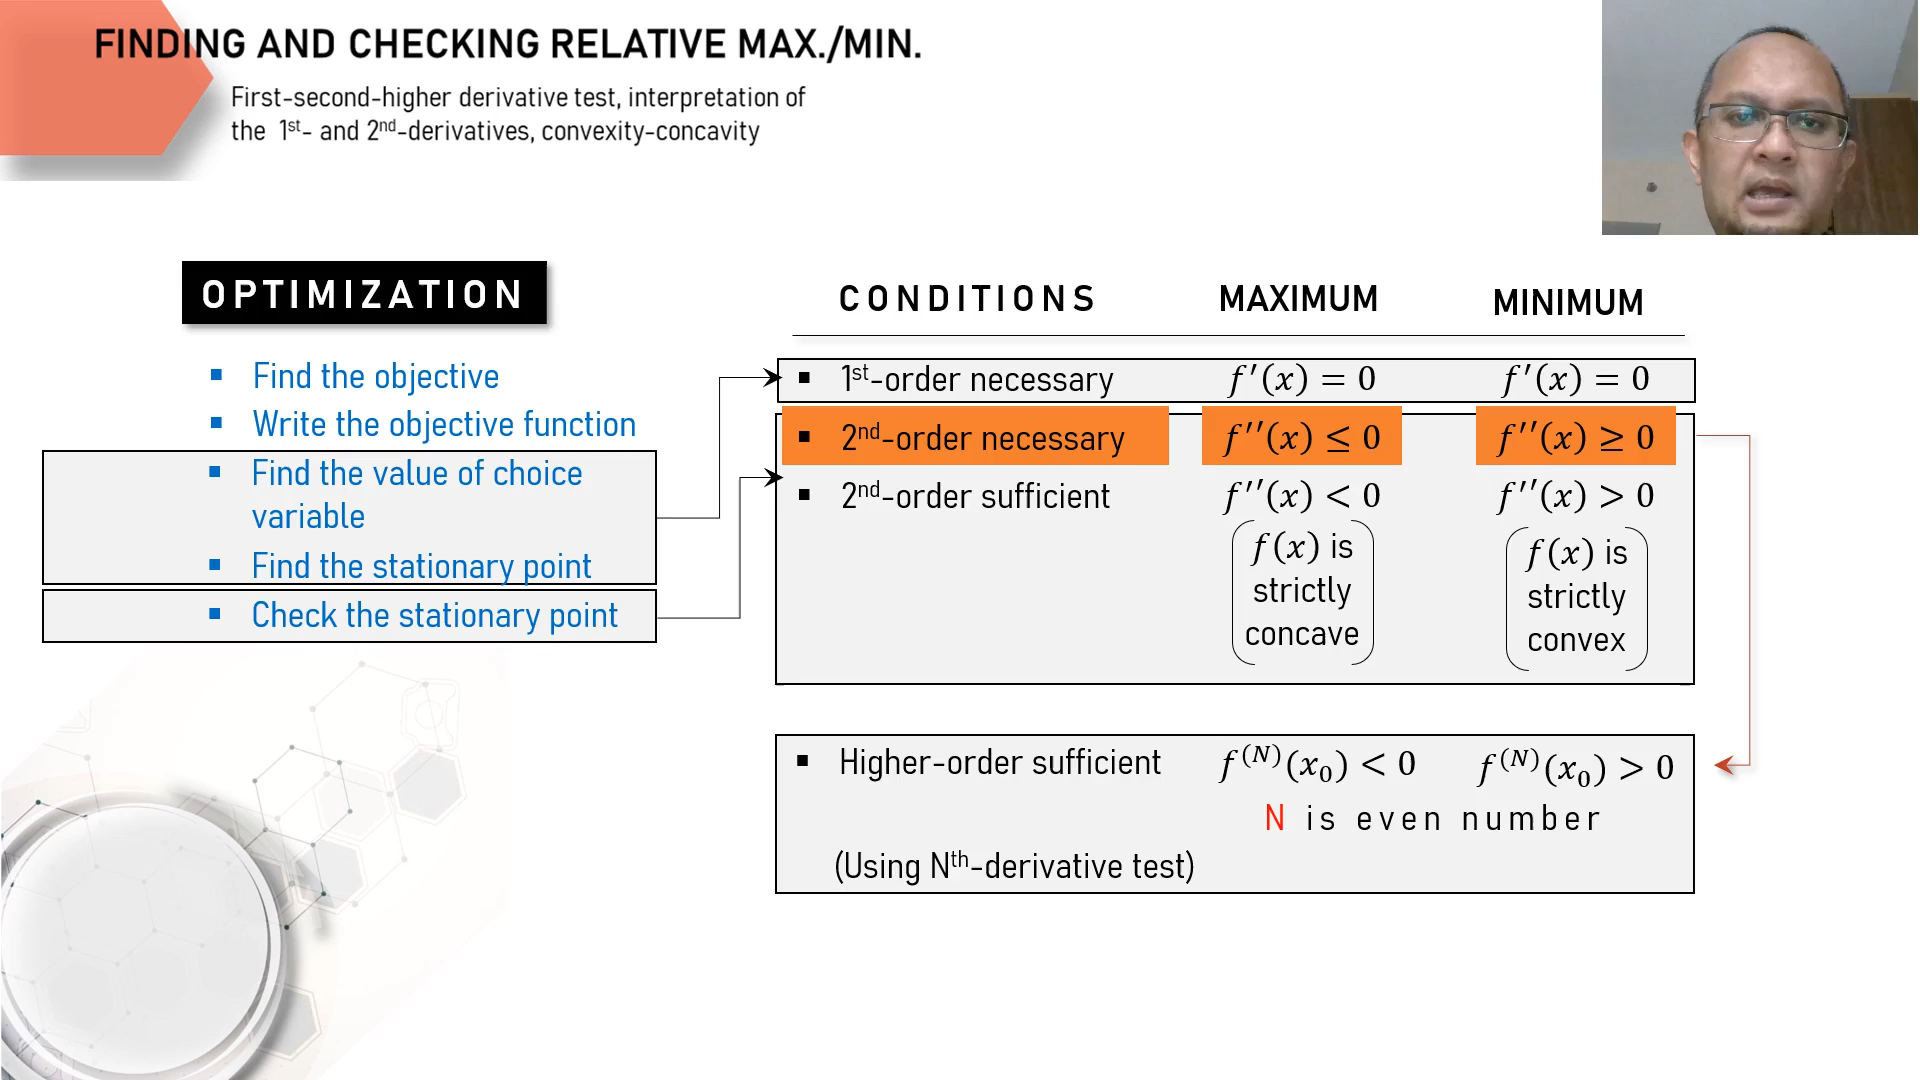 FINDING AND CHECKING RELATIVE MAX./MIN.
First-second-higher derivative test, interpretation of
the 1st- and 2nd-derivatives, convexity-concavity
OPTIMIZATION
▪ Find the objective
▪ Write the objective function
▪ Find the value of choice
variable
▪ Find the stationary point
▪ Check the stationary point
CONDITIONS MAXIMUM MINIMUM
▪ 1st-order necessary f′(x) = 0 f′(x) = 0
▪ 2nd-order necessary f′′(x) ≤ 0 f′′(x) ≥ 0
▪ 2nd-order sufficient f′′(x) < 0 f′′(x) > 0
f(x) is
strictly
concave
f(x) is
strictly
convex
▪ Higher-order sufficient f^(N)(x₀) < 0 f^(N)(x₀) > 0
N is even number
(Using Nth-derivative test)